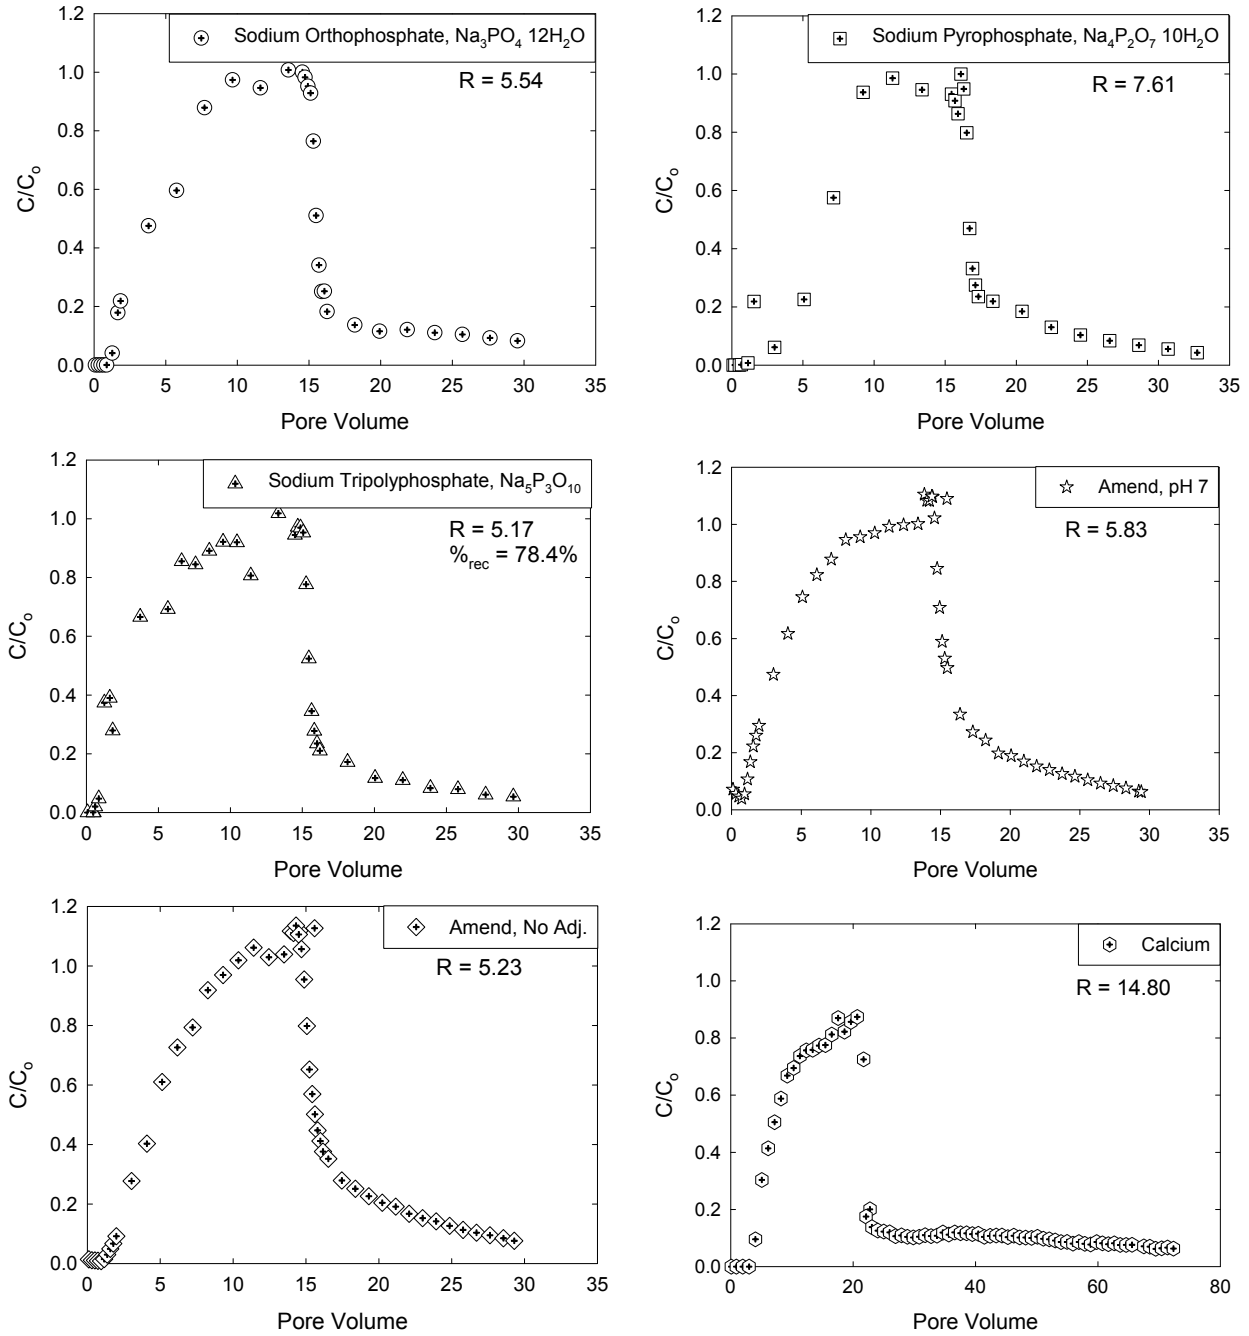 1.2
Sodium Orthophosphate, Na₃PO₄ 12H₂O
R = 5.54
1.0
0.8
0.6
0.4
0.2
0.0
C/Cₒ
0 5 10 15 20 25 30 35
Pore Volume
1.2
Sodium Pyrophosphate, Na₄P₂O₇ 10H₂O
R = 7.61
1.0
0.8
0.6
0.4
0.2
0.0
C/Cₒ
0 5 10 15 20 25 30 35
Pore Volume
1.2
Sodium Tripolyphosphate, Na₅P₃O₁₀
R = 5.17
%rec = 78.4%
1.0
0.8
0.6
0.4
0.2
0.0
C/Cₒ
0 5 10 15 20 25 30 35
Pore Volume
1.2
Amend, pH 7
R = 5.83
1.0
0.8
0.6
0.4
0.2
0.0
C/Cₒ
0 5 10 15 20 25 30 35
Pore Volume
1.2
Amend, No Adj.
R = 5.23
1.0
0.8
0.6
0.4
0.2
0.0
C/Cₒ
0 5 10 15 20 25 30 35
Pore Volume
1.2
Calcium
R = 14.80
1.0
0.8
0.6
0.4
0.2
0.0
C/Cₒ
0 20 40 60 80
Pore Volume